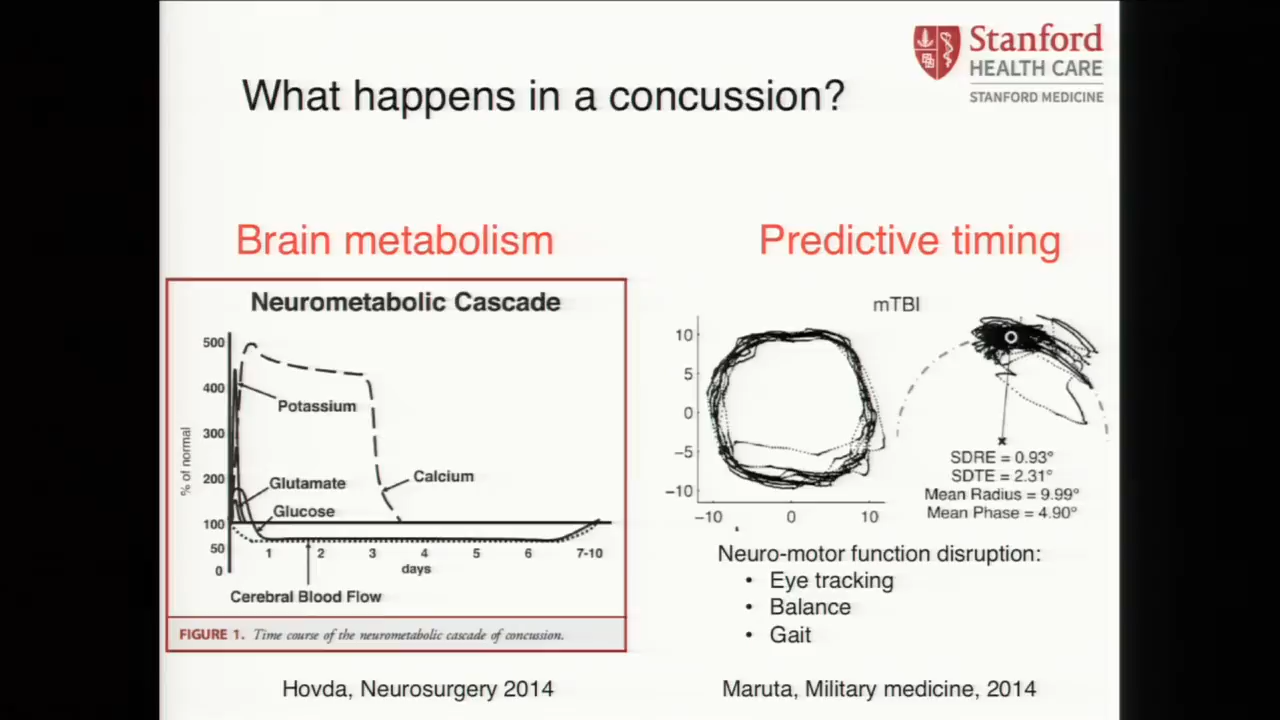 Stanford
HEALTH CARE
STANFORD MEDICINE
What happens in a concussion?
Brain metabolism
Neurometabolic Cascade
500
400
300
200
100
50
0
% of normal
Potassium
Calcium
Glutamate
Glucose
1 2 3 4 5 6 7-10
days
Cerebral Blood Flow
FIGURE 1. Time course of the neurometabolic cascade of concussion.
Hovda, Neurosurgery 2014
Predictive timing
mTBI
10
5
0
−5
−10
−10 0 10
SDRE = 0.93°
SDTE = 2.31°
Mean Radius = 9.99°
Mean Phase = 4.90°
Neuro-motor function disruption:
• Eye tracking
• Balance
• Gait
Maruta, Military medicine, 2014